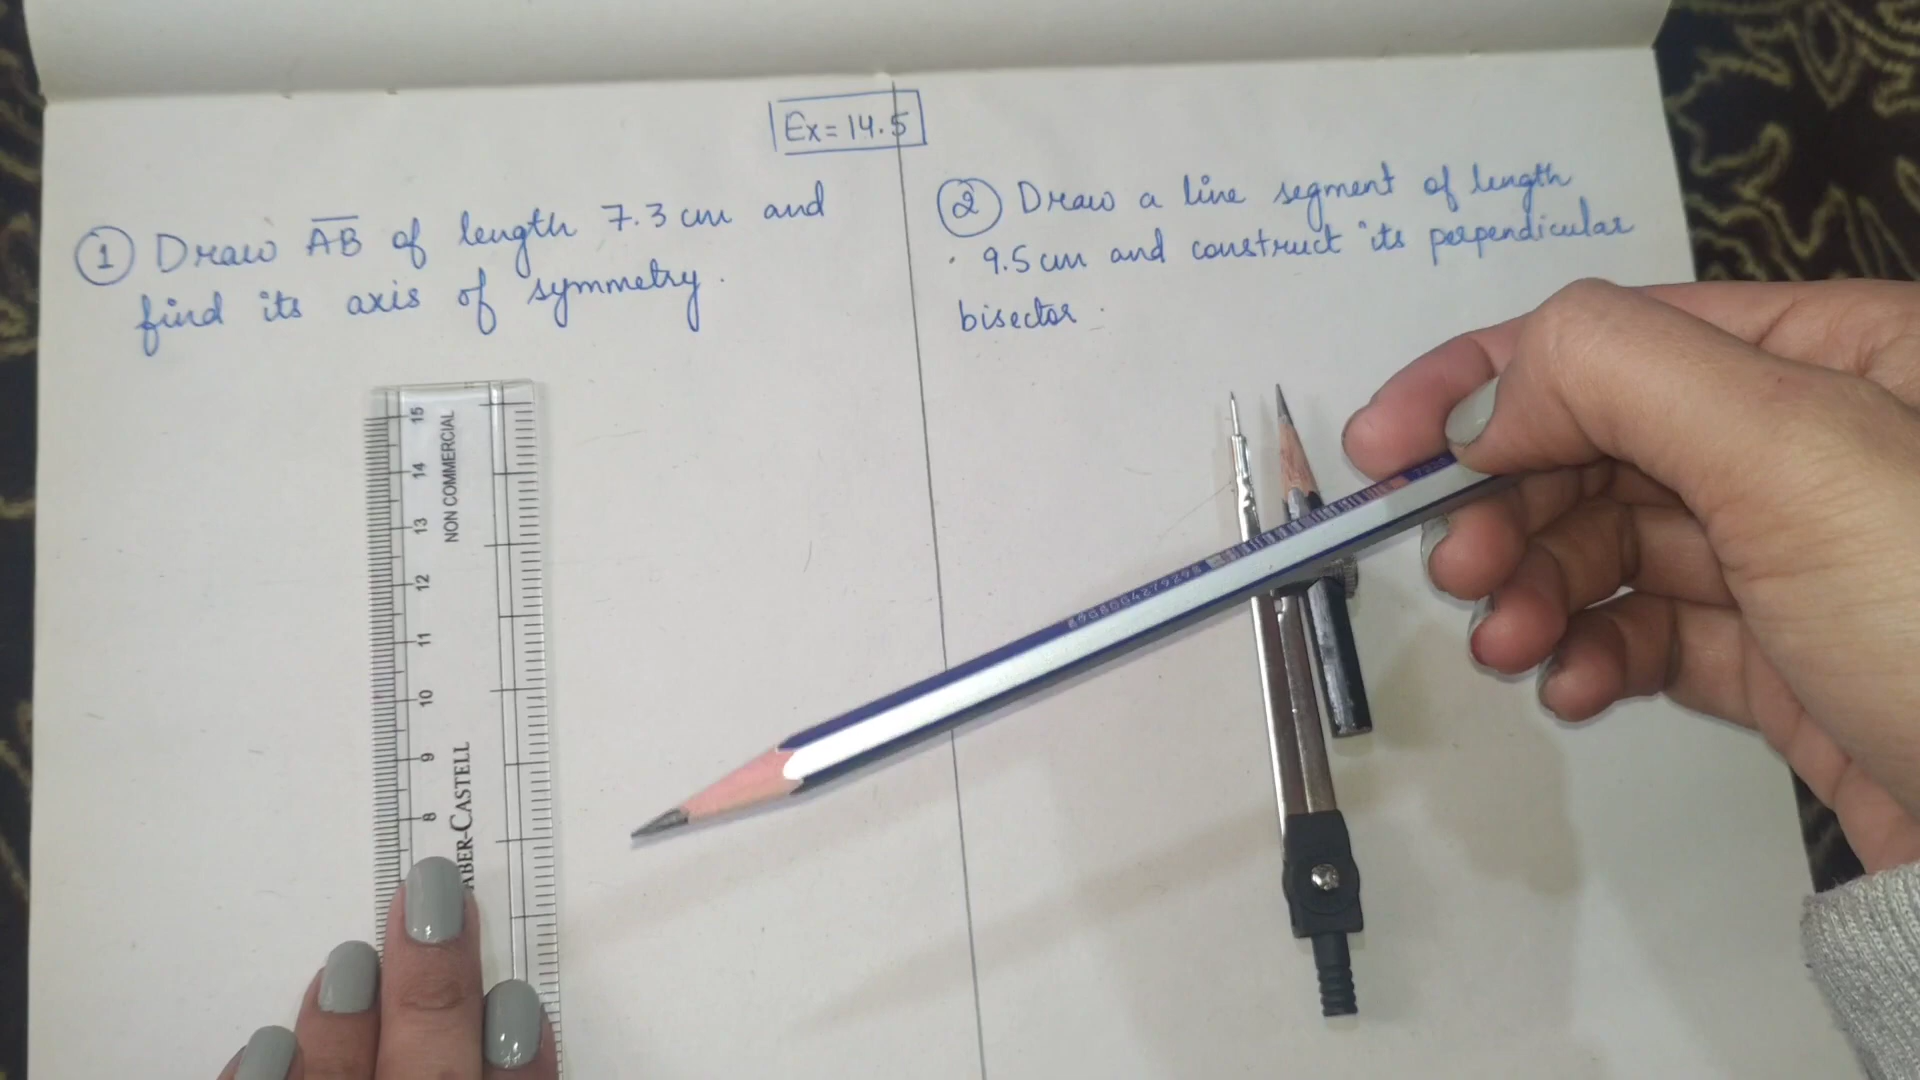 Ex = 14.5
① Draw AB of length 7.3 cm and
find its axis of symmetry.
② Draw a line segment of length
9.5 cm and construct its perpendicular
bisector.
15
14
13
12
11
10
9
8
NON COMMERCIAL
ABER-CASTELL